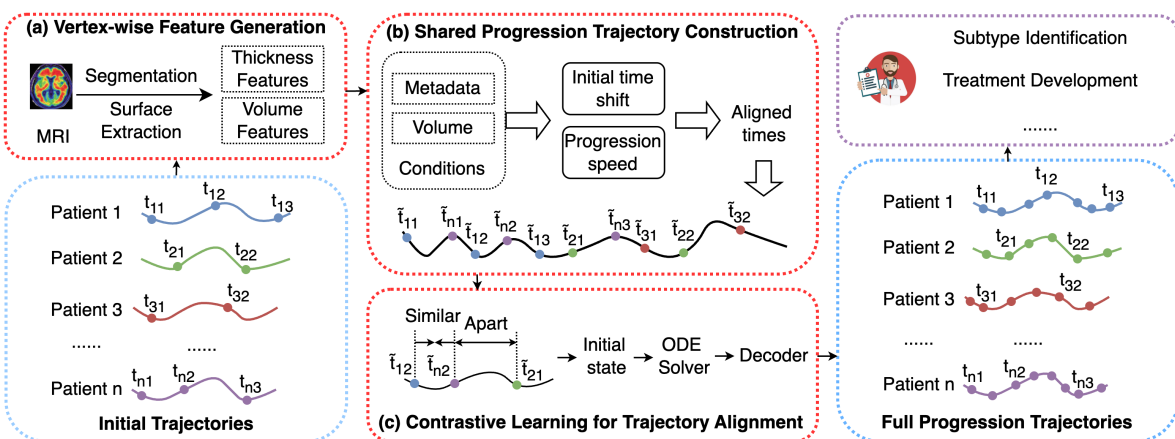 (a) Vertex-wise Feature Generation
MRI
Segmentation
Surface
Extraction
Thickness
Features
Volume
Features
(b) Shared Progression Trajectory Construction
Metadata
Volume
Conditions
Initial time
shift
Progression
speed
Aligned
times
t̃11 t̃n1 t̃12 t̃n2 t̃13 t̃21 t̃n3 t̃31 t̃22 t̃32
Subtype Identification
Treatment Development
.......
Patient 1 t11 t12 t13
Patient 2 t21 t22
Patient 3 t31 t32
...... ......
Patient n tn1 tn2 tn3
Initial Trajectories
Similar
Apart
t̃12 t̃n2 t̃21
Initial
state
ODE
Solver
Decoder
(c) Contrastive Learning for Trajectory Alignment
Patient 1 t11 t12 t13
Patient 2 t21 t22
Patient 3 t31 t32
...... ......
Patient n tn1 tn2 tn3
Full Progression Trajectories